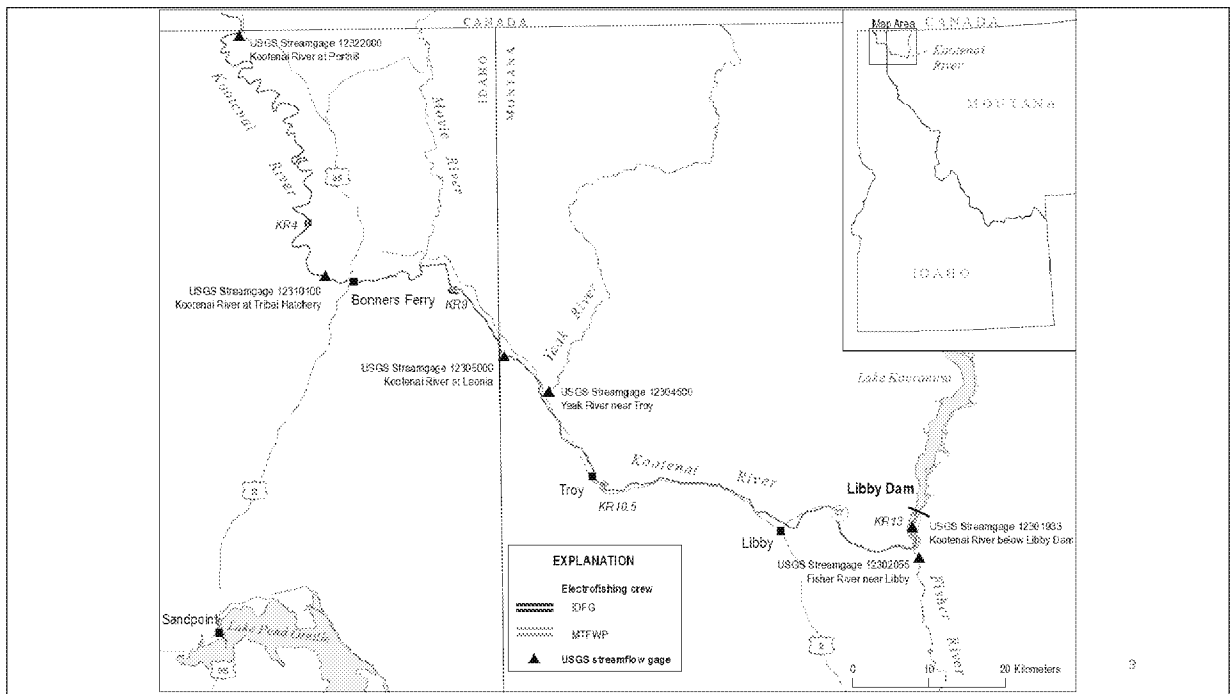 CANADA
USGS Streamgage 12322000
Kootenai River at Porthill
Kootenai
River
KR4
Moyie
River
IDAHO
MONTANA
95
USGS Streamgage 12310100
Kootenai River at Tribal Hatchery
Bonners Ferry
KR9
USGS Streamgage 12305000
Kootenai River at Leonia
Yaak River
USGS Streamgage 12304500
Yaak River near Troy
Map Area
CANADA
Kootenai
River
MONTANA
IDAHO
Lake Koocanusa
2
Troy
KR10.5
Kootenai River
Libby
Libby Dam
KR13
USGS Streamgage 12301933
Kootenai River below Libby Dam
USGS Streamgage 12302055
Fisher River near Libby
Fisher
River
2
Sandpoint
Lake Pend Oreille
95
EXPLANATION
Electrofishing crew
IDFG
MTFWP
USGS streamflow gage
0 10 20 Kilometers
9